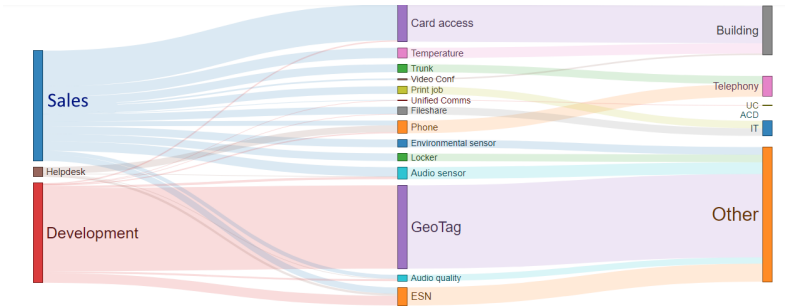 Sales
Helpdesk
Development
Card access
Temperature
Trunk
Video Conf
Print job
Unified Comms
Fileshare
Phone
Environmental sensor
Locker
Audio sensor
GeoTag
Audio quality
ESN
Building
Telephony
UC
ACD
IT
Other